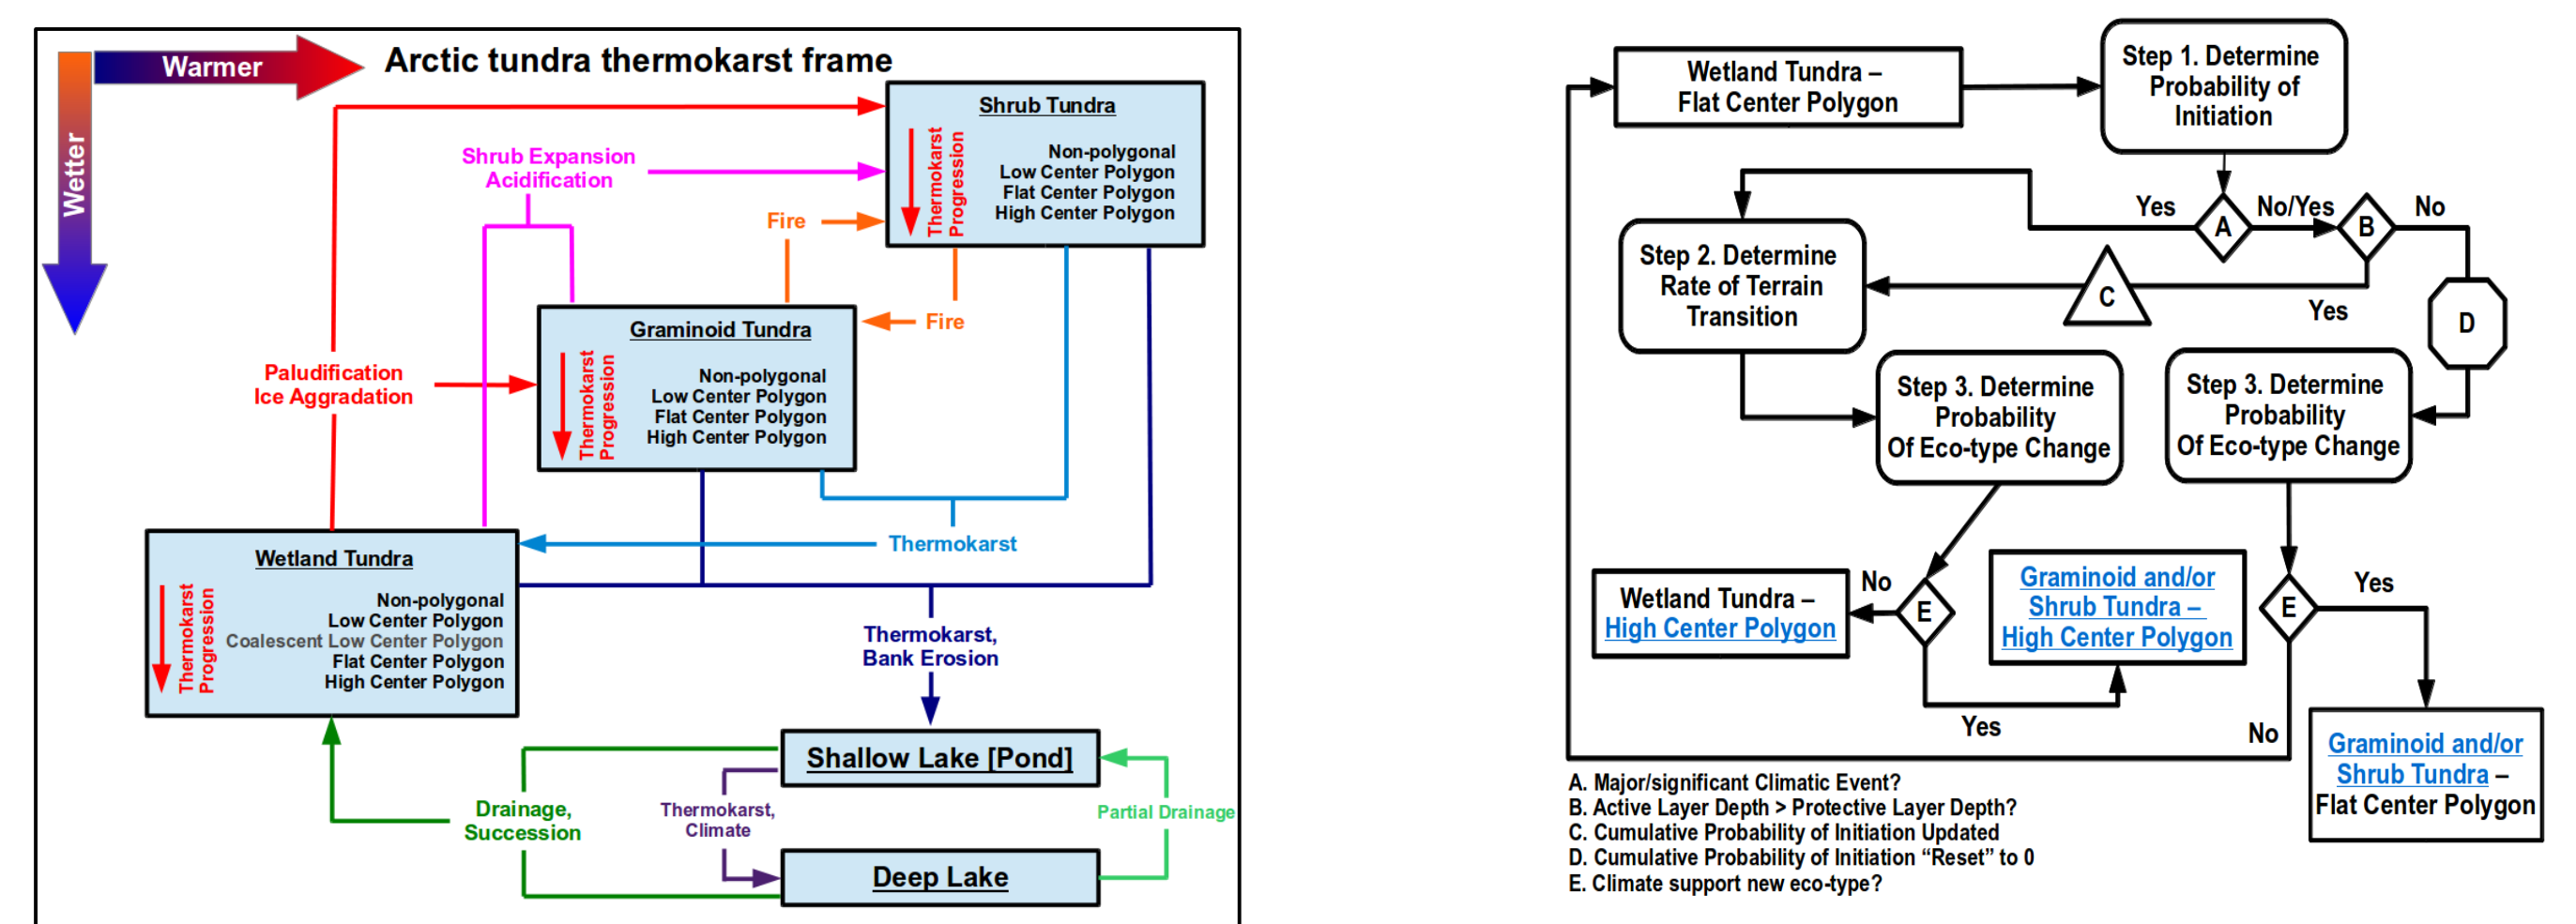 Arctic tundra thermokarst frame
Warmer
Wetter
Shrub Tundra
Thermokarst
Progression
Non-polygonal
Low Center Polygon
Flat Center Polygon
High Center Polygon
Shrub Expansion
Acidification
Fire
Fire
Graminoid Tundra
Thermokarst
Progression
Non-polygonal
Low Center Polygon
Flat Center Polygon
High Center Polygon
Paludification
Ice Aggradation
Thermokarst
Wetland Tundra
Thermokarst
Progression
Non-polygonal
Low Center Polygon
Coalescent Low Center Polygon
Flat Center Polygon
High Center Polygon
Thermokarst,
Bank Erosion
Shallow Lake [Pond]
Drainage,
Succession
Thermokarst,
Climate
Partial Drainage
Deep Lake
Wetland Tundra –
Flat Center Polygon
Step 1. Determine
Probability of
Initiation
Yes
A
No/Yes
B
No
Step 2. Determine
Rate of Terrain
Transition
C
Yes
D
Step 3. Determine
Probability
Of Eco-type Change
Step 3. Determine
Probability
Of Eco-type Change
Wetland Tundra –
High Center Polygon
No
E
Yes
Graminoid and/or
Shrub Tundra –
High Center Polygon
E
Yes
No
Graminoid and/or
Shrub Tundra –
Flat Center Polygon
A. Major/significant Climatic Event?
B. Active Layer Depth > Protective Layer Depth?
C. Cumulative Probability of Initiation Updated
D. Cumulative Probability of Initiation “Reset” to 0
E. Climate support new eco-type?